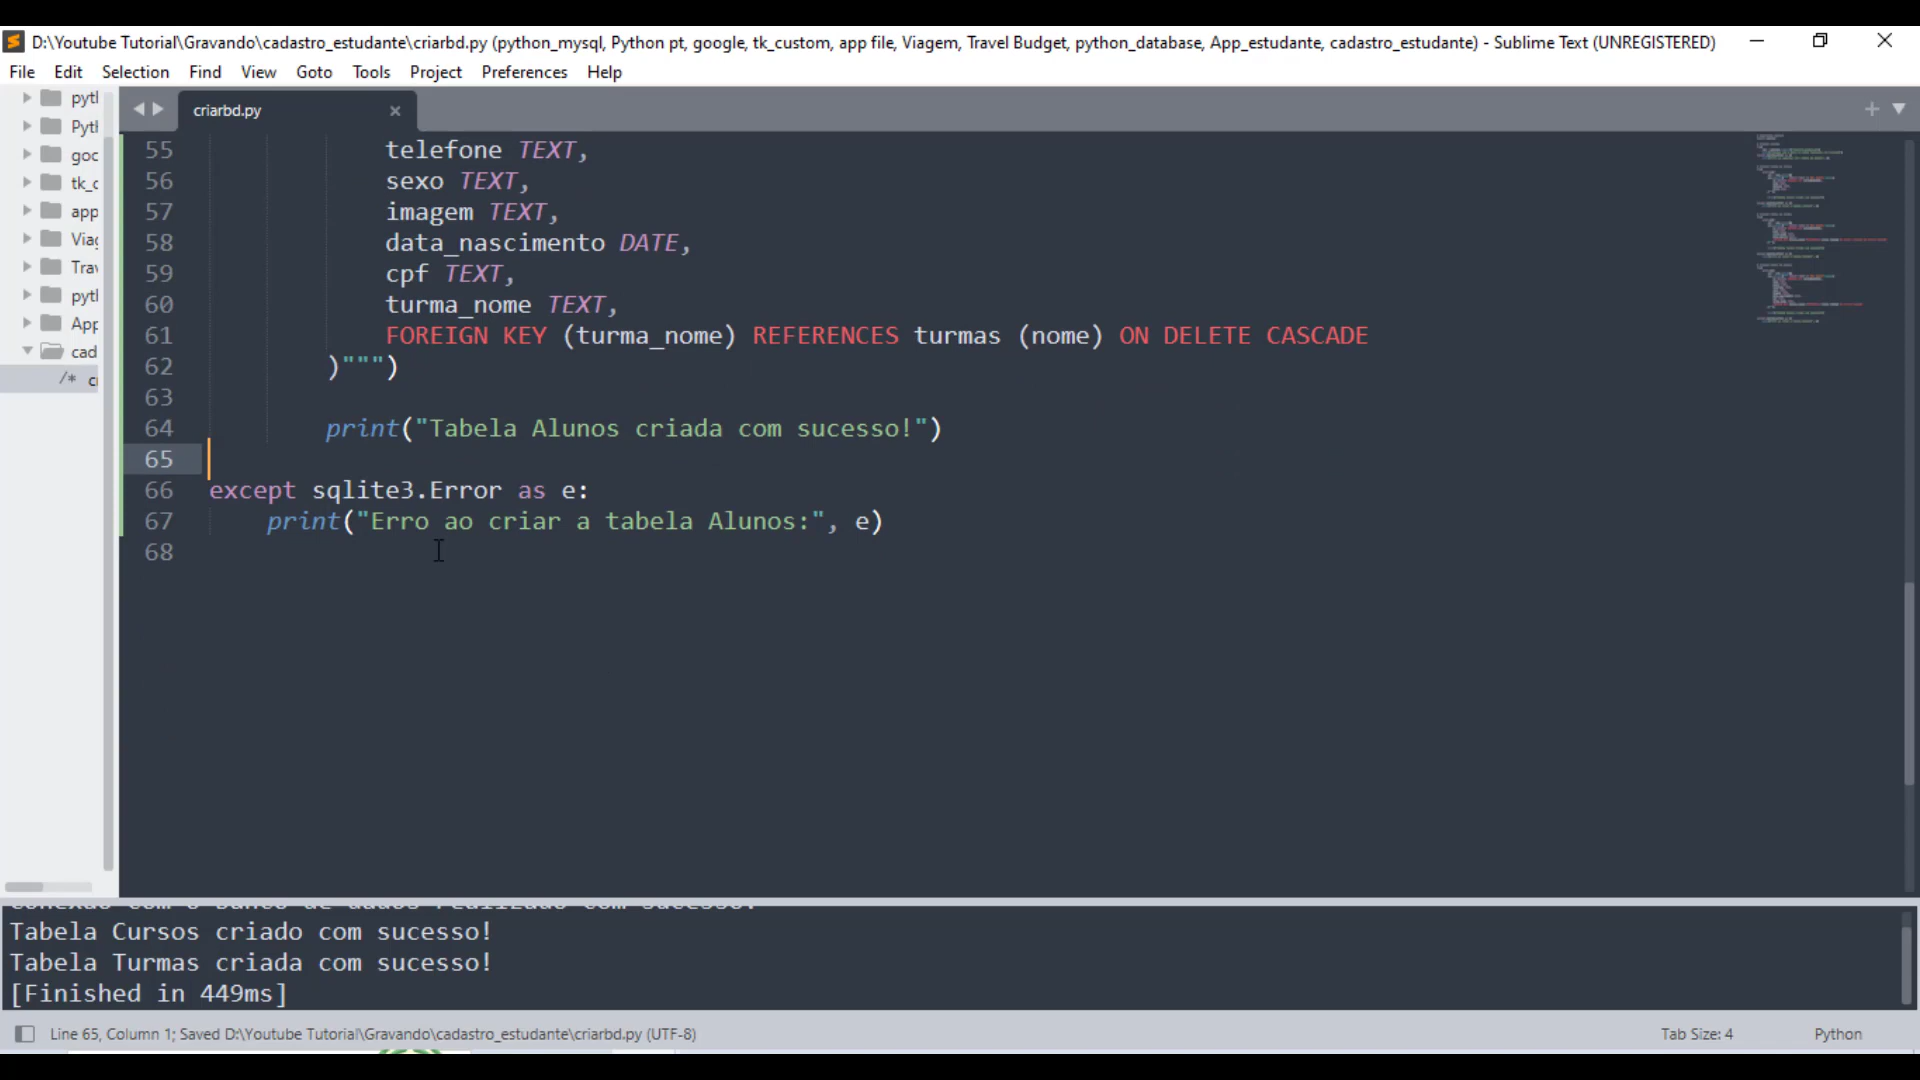 D:\Youtube Tutorial\Gravando\cadastro_estudante\criarbd.py (python_mysql, Python pt, google, tk_custom, app file, Viagem, Travel Budget, python_database, App_estudante, cadastro_estudante) - Sublime Text (UNREGISTERED)
File Edit Selection Find View Goto Tools Project Preferences Help
criarbd.py
55 telefone TEXT,
56 sexo TEXT,
57 imagem TEXT,
58 data_nascimento DATE,
59 cpf TEXT,
60 turma_nome TEXT,
61 FOREIGN KEY (turma_nome) REFERENCES turmas (nome) ON DELETE CASCADE
62 )""")
63
64 print("Tabela Alunos criada com sucesso!")
65
66 except sqlite3.Error as e:
67 print("Erro ao criar a tabela Alunos:", e)
68
Tabela Cursos criado com sucesso!
Tabela Turmas criada com sucesso!
[Finished in 449ms]
Line 65, Column 1; Saved D:\Youtube Tutorial\Gravando\cadastro_estudante\criarbd.py (UTF-8)
Tab Size: 4
Python